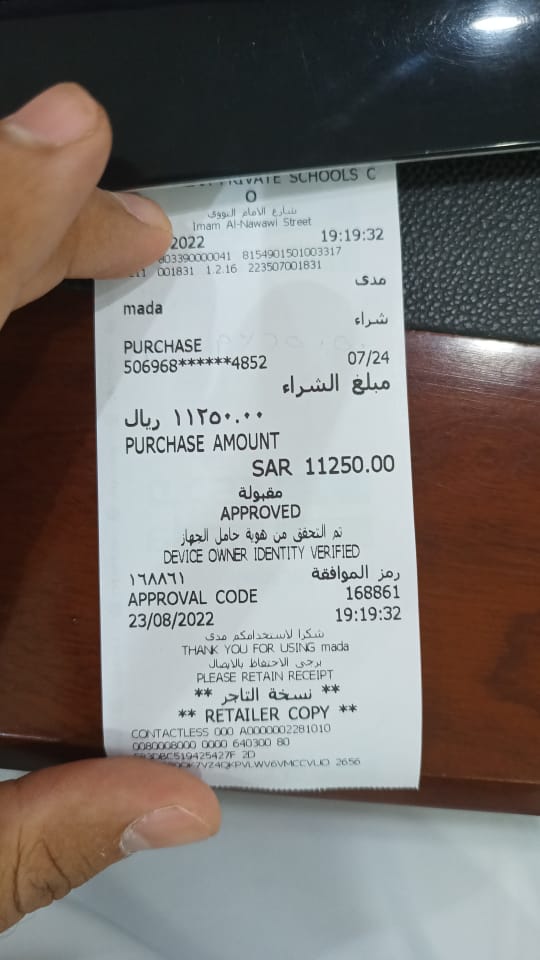 PRIVATE SCHOOLS C
O
شارع الامام النووي
Imam Al-Nawawi Street
2022 19:19:32
803390000041 8154901501003317
001831 1.2.16 223507001831
مدى
mada
شراء
PURCHASE
506968******4852 07/24
مبلغ الشراء
١١٢٥٠.٠٠ ريال
PURCHASE AMOUNT
SAR 11250.00
مقبولة
APPROVED
تم التحقق من هوية حامل الجهاز
DEVICE OWNER IDENTITY VERIFIED
رمز الموافقة ١٦٨٨٦١
APPROVAL CODE 168861
23/08/2022 19:19:32
شكرا لاستخدامكم مدى
THANK YOU FOR USING mada
يرجى الاحتفاظ بالايصال
PLEASE RETAIN RECEIPT
** نسخة التاجر **
** RETAILER COPY **
CONTACTLESS 000 A0000002281010
0080008000 0000 640300 80
2D
2656